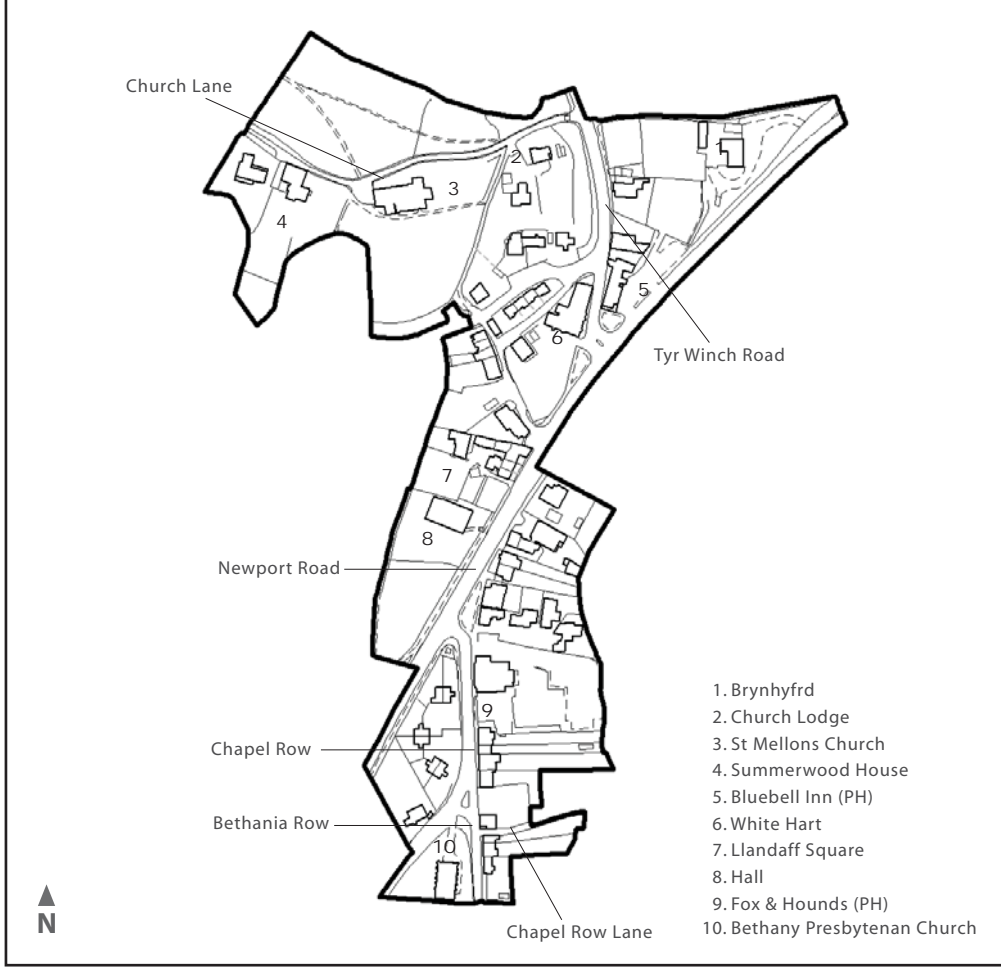 Church Lane
1
2
3
4
5
6
Tyr Winch Road
7
8
Newport Road
9
Chapel Row
Bethania Row
10
Chapel Row Lane
N
1. Brynhyfrd
2. Church Lodge
3. St Mellons Church
4. Summerwood House
5. Bluebell Inn (PH)
6. White Hart
7. Llandaff Square
8. Hall
9. Fox & Hounds (PH)
10. Bethany Presbytenan Church